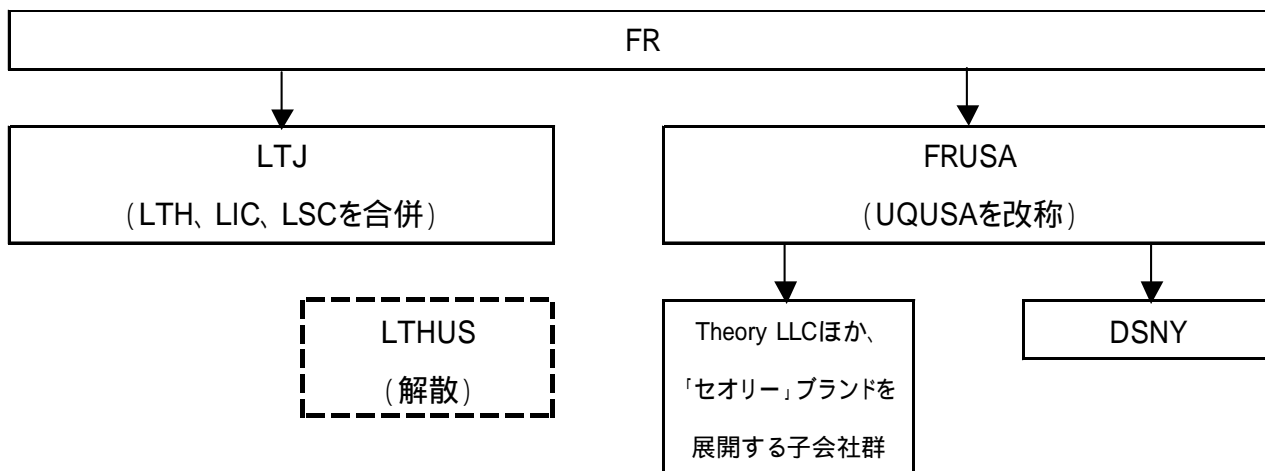 FR
LTJ
(LTH、LIC、LSCを合併)
FRUSA
(UQUSAを改称)
LTHUS
(解散)
Theory LLCほか、
「セオリー」ブランドを
展開する子会社群
DSNY